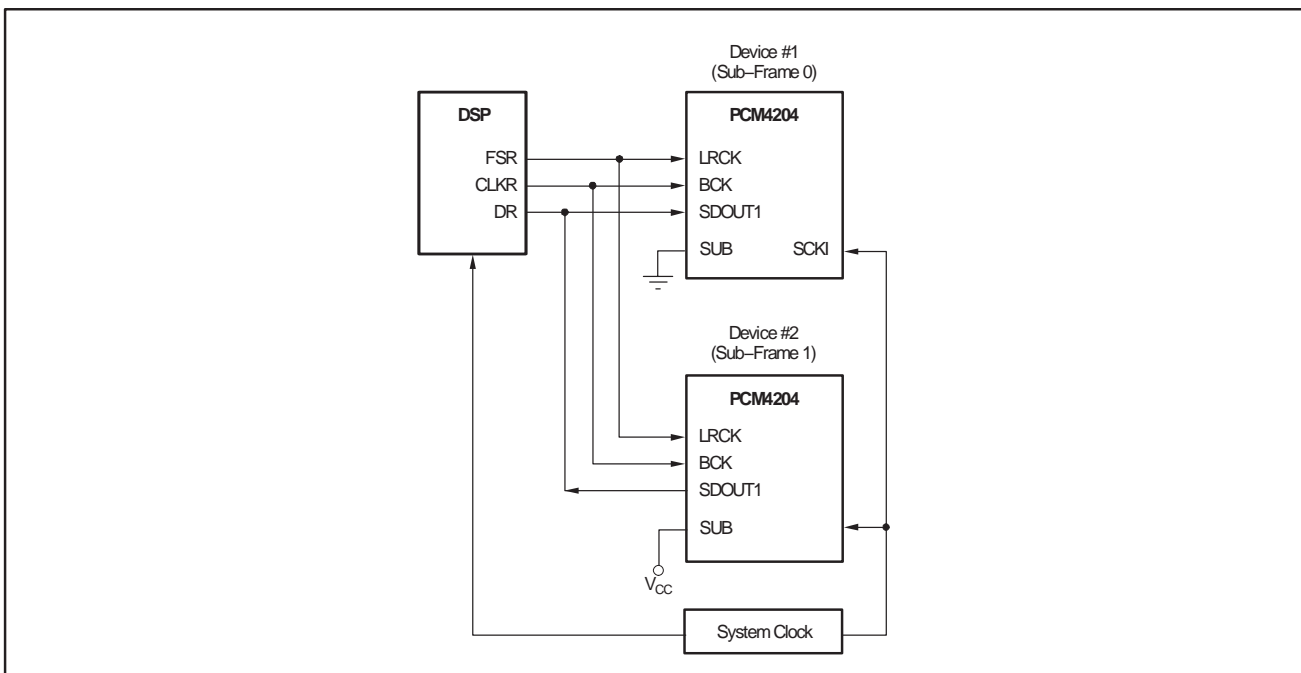 Device #1
(Sub–Frame 0)
DSP
FSR
CLKR
DR
PCM4204
LRCK
BCK
SDOUT1
SUB
SCKI
Device #2
(Sub–Frame 1)
PCM4204
LRCK
BCK
SDOUT1
SUB
VCC
System Clock